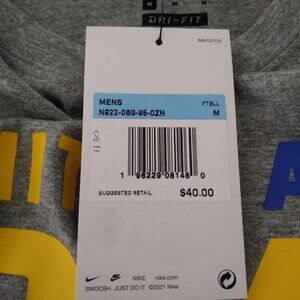 M M M
DRI-FIT
MENS FTBLL
N922-06G-95-0ZN M
1 96229 08146 0
SUGGESTED RETAIL $40.00
NIKE Nike.com
SWOOSH JUST DO IT ©2021 Nike